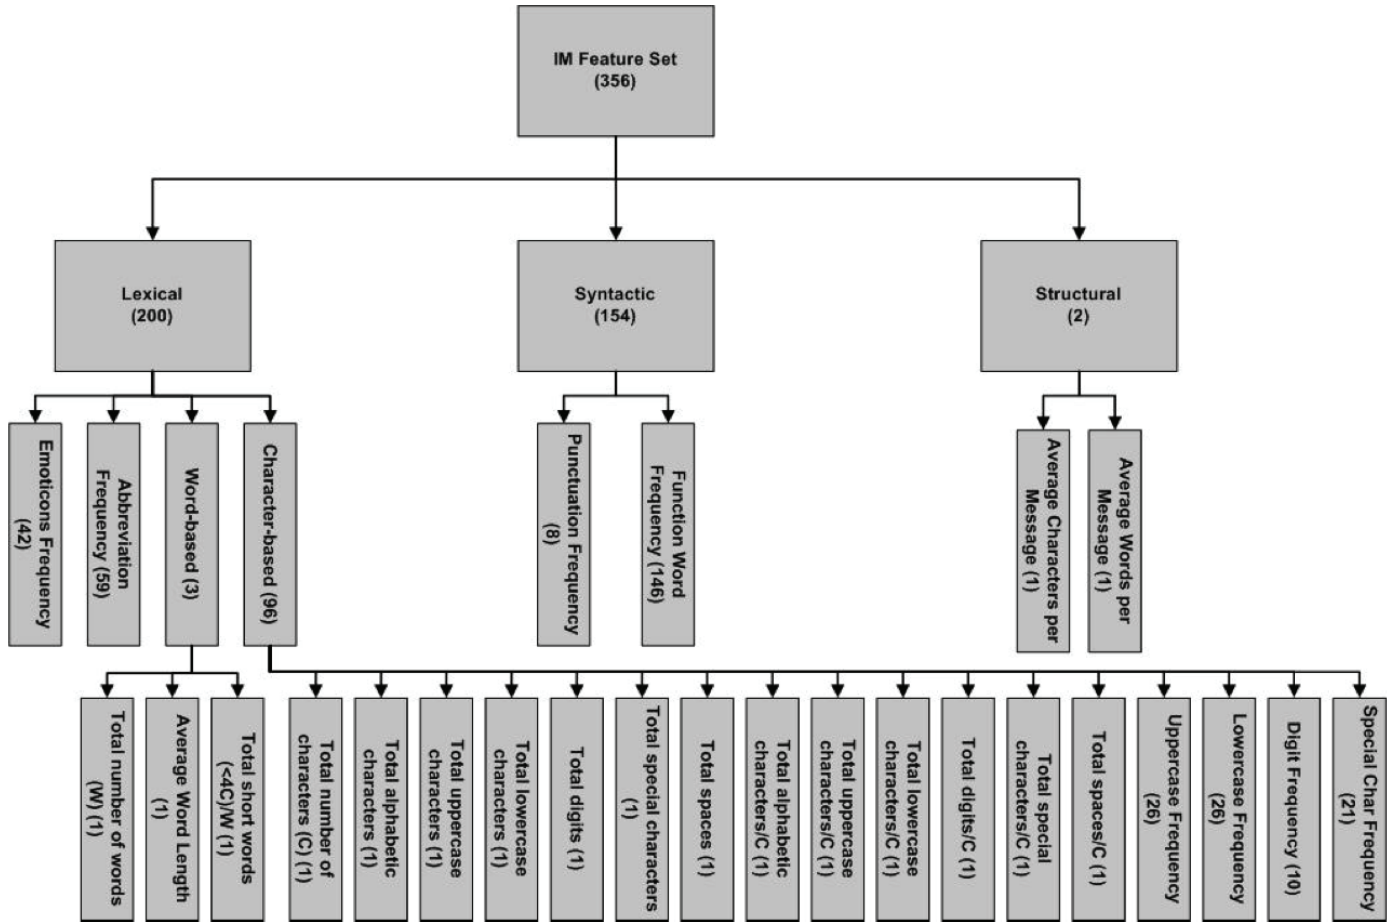 IM Feature Set
(356)
Lexical
(200)
Syntactic
(154)
Structural
(2)
Emoticons Frequency
(42)
Abbreviation
Frequency (59)
Word-based (3)
Character-based (96)
Punctuation Frequency
(8)
Function Word
Frequency (146)
Average Characters per
Message (1)
Average Words per
Message (1)
Total number of words
(W) (1)
Average Word Length
(1)
Total short words
(<4C)/W (1)
Total number of
characters (C) (1)
Total alphabetic
characters (1)
Total uppercase
characters (1)
Total lowercase
characters (1)
Total digits (1)
Total special characters
(1)
Total spaces (1)
Total alphabetic
characters/C (1)
Total uppercase
characters/C (1)
Total lowercase
characters/C (1)
Total digits/C (1)
Total special
characters/C (1)
Total spaces/C (1)
Uppercase Frequency
(26)
Lowercase Frequency
(26)
Digit Frequency (10)
Special Char Frequency
(21)